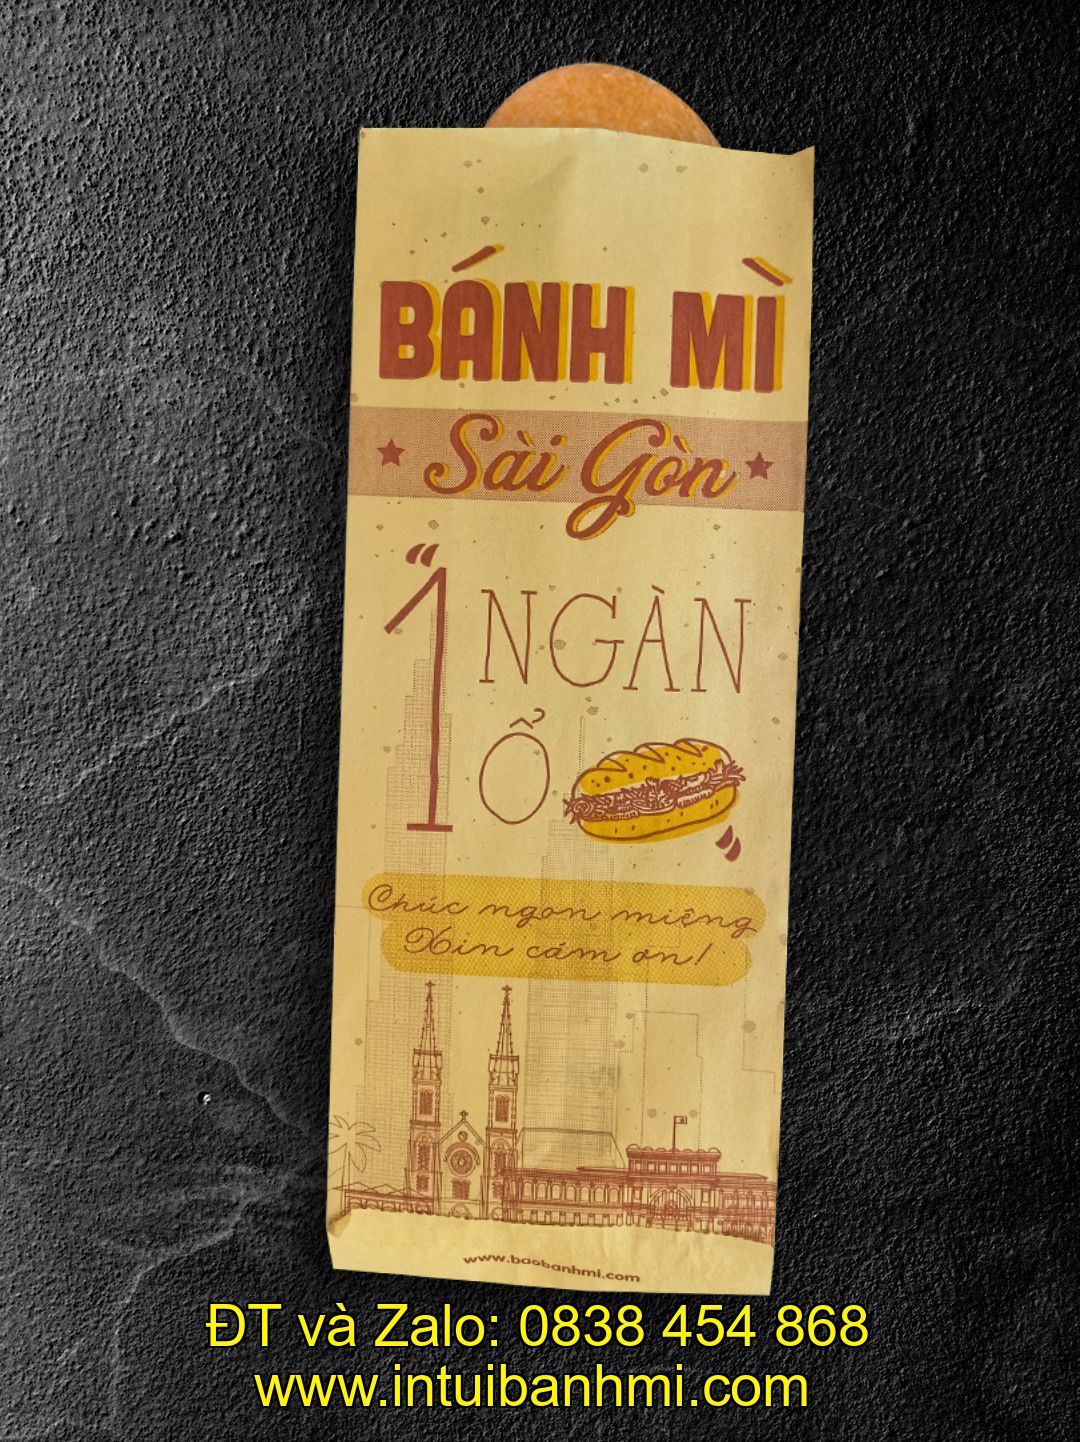 BÁNH MÌ
Sài Gòn
"1 NGÀN
Ổ"
Chúc ngon miệng
Xin cám ơn!
www.baobanhmi.com
ĐT và Zalo: 0838 454 868
www.intuibanhmi.com